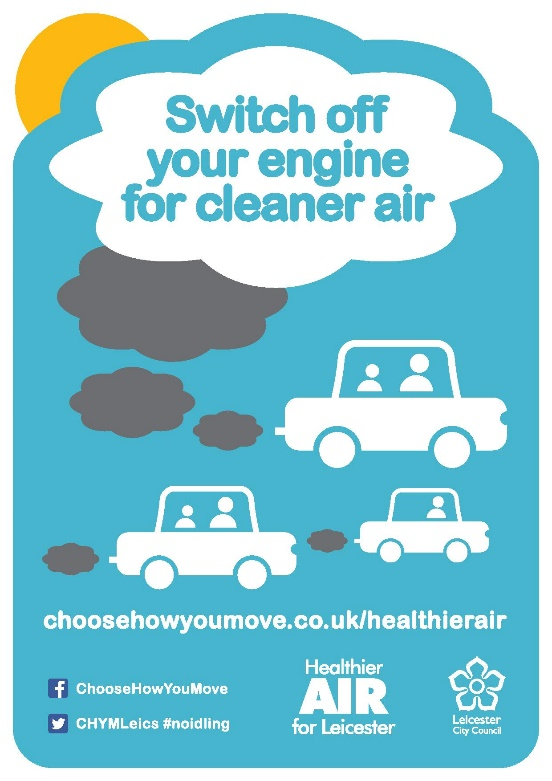 Switch off
your engine
for cleaner air
choosehowyoumove.co.uk/healthierair
ChooseHowYouMove
CHYMLeics #noidling
Healthier
AIR
for Leicester
Leicester
City Council